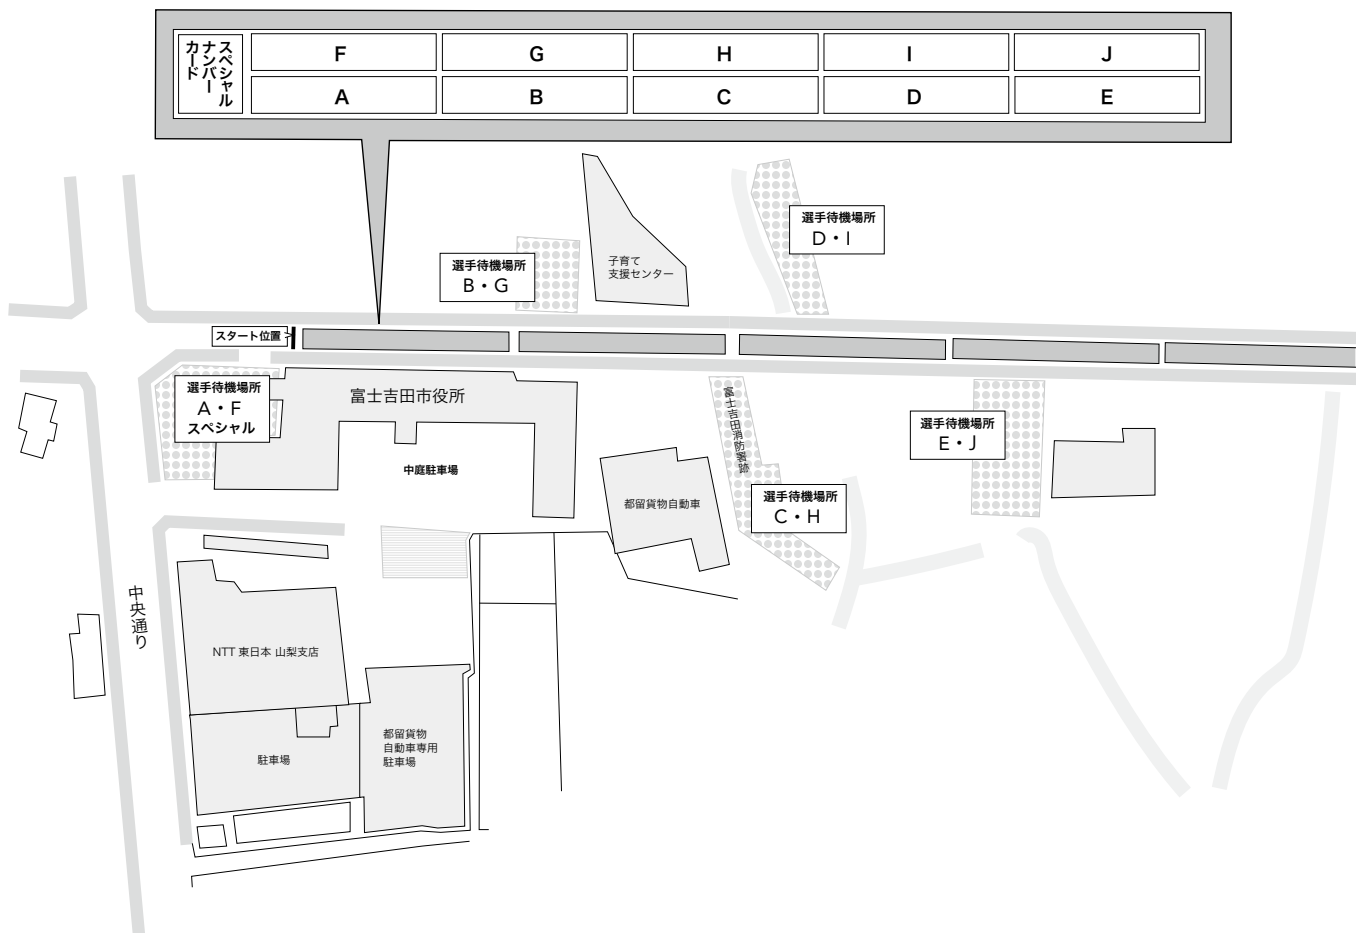 スペシャル
ナンバー
カード
F
G
H
I
J
A
B
C
D
E
選手待機場所
D・I
選手待機場所
B・G
子育て
支援センター
スタート位置
選手待機場所
A・F
スペシャル
富士吉田市役所
中庭駐車場
富士吉田消防署跡
選手待機場所
E・J
都留貨物自動車
選手待機場所
C・H
中央通り
NTT 東日本 山梨支店
駐車場
都留貨物
自動車専用
駐車場